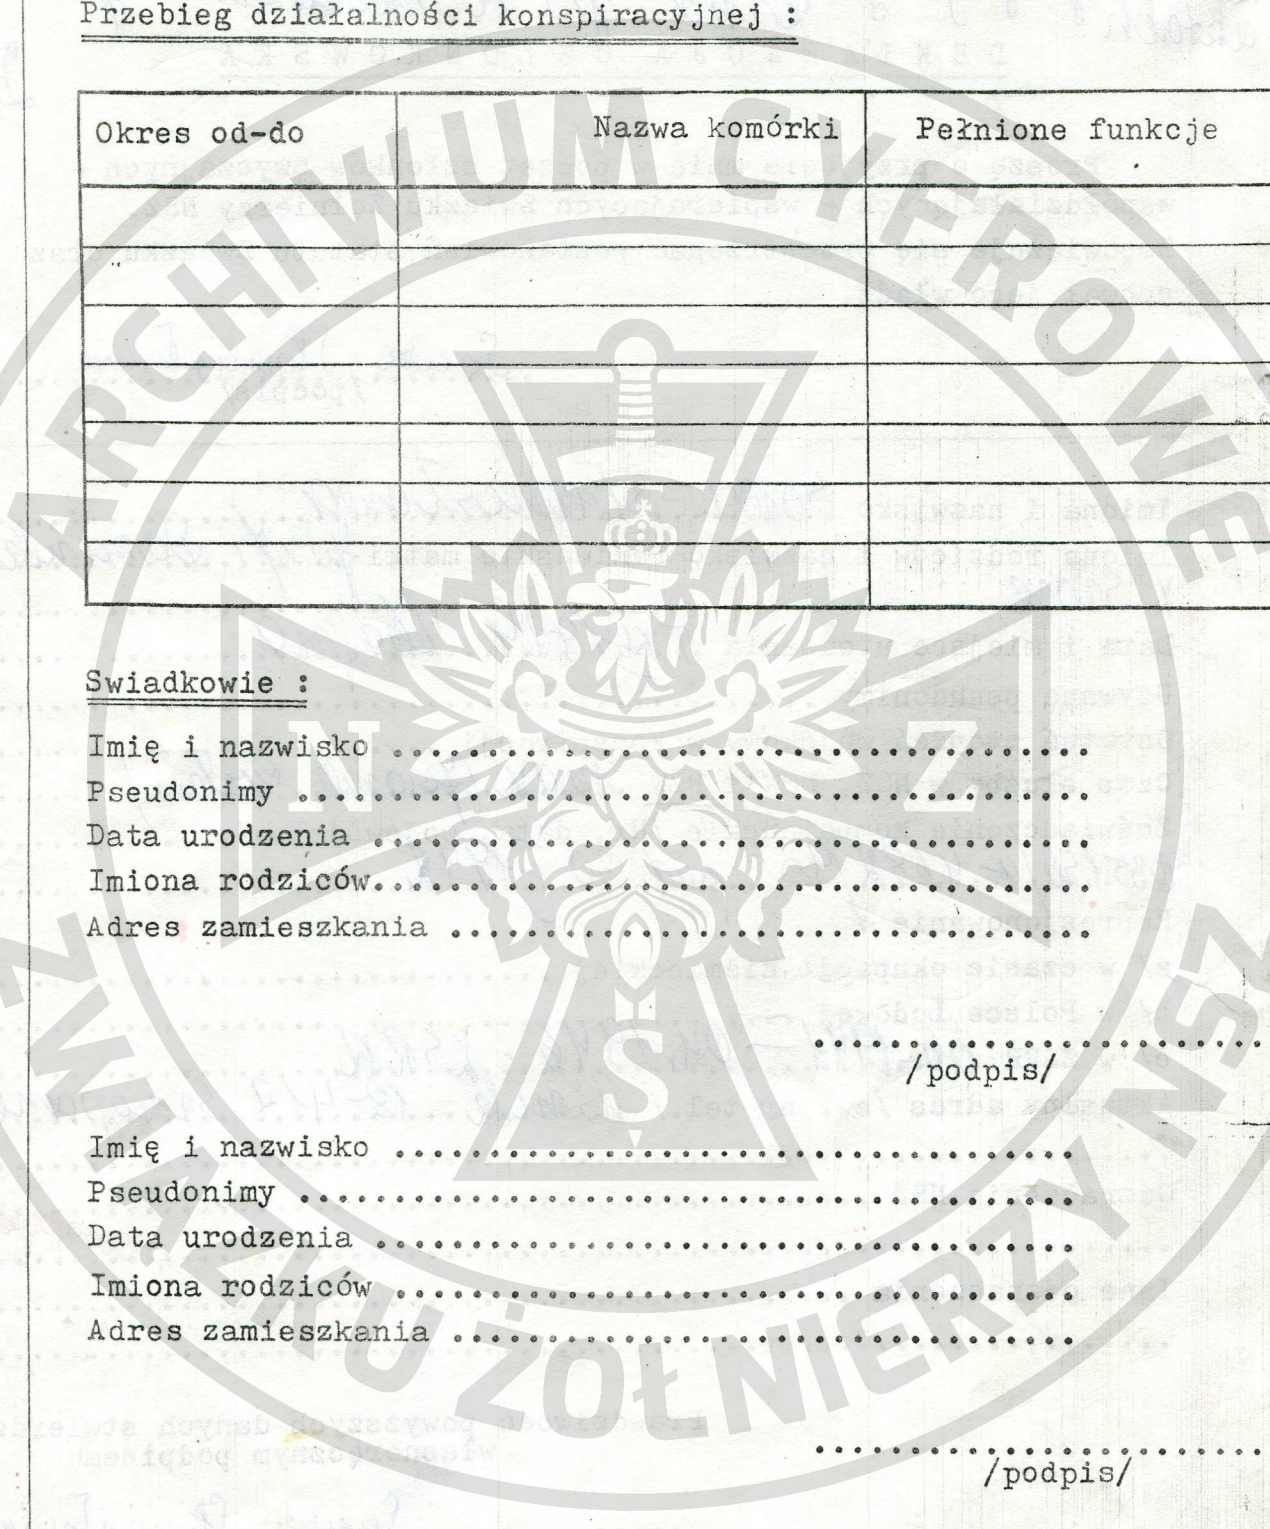 Przebieg działalności konspiracyjnej :
Okres od-do Nazwa komórki Pełnione funkcje
Swiadkowie :
Imię i nazwisko .....................................
Pseudonimy ..........................................
Data urodzenia ......................................
Imiona rodziców......................................
Adres zamieszkania ..................................
........................
/podpis/
Imię i nazwisko ....................................
Pseudonimy .........................................
Data urodzenia .....................................
Imiona rodziców ....................................
Adres zamieszkania .................................
........................
/podpis/
ARCHIWUM CYFROWE
ZWIĄZKU ŻOŁNIERZY NSZ
N Z
S